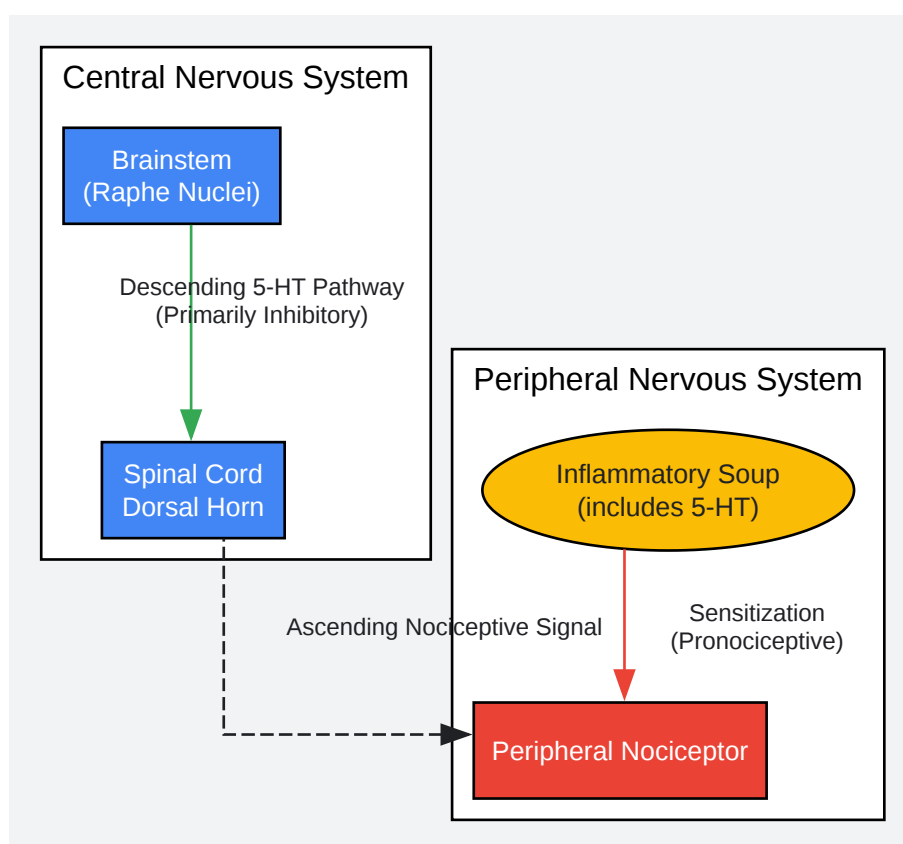 Central Nervous System
Brainstem
(Raphe Nuclei)
Descending 5-HT Pathway
(Primarily Inhibitory)
Spinal Cord
Dorsal Horn
Peripheral Nervous System
Inflammatory Soup
(includes 5-HT)
Ascending Nociceptive Signal
Sensitization
(Pronociceptive)
Peripheral Nociceptor